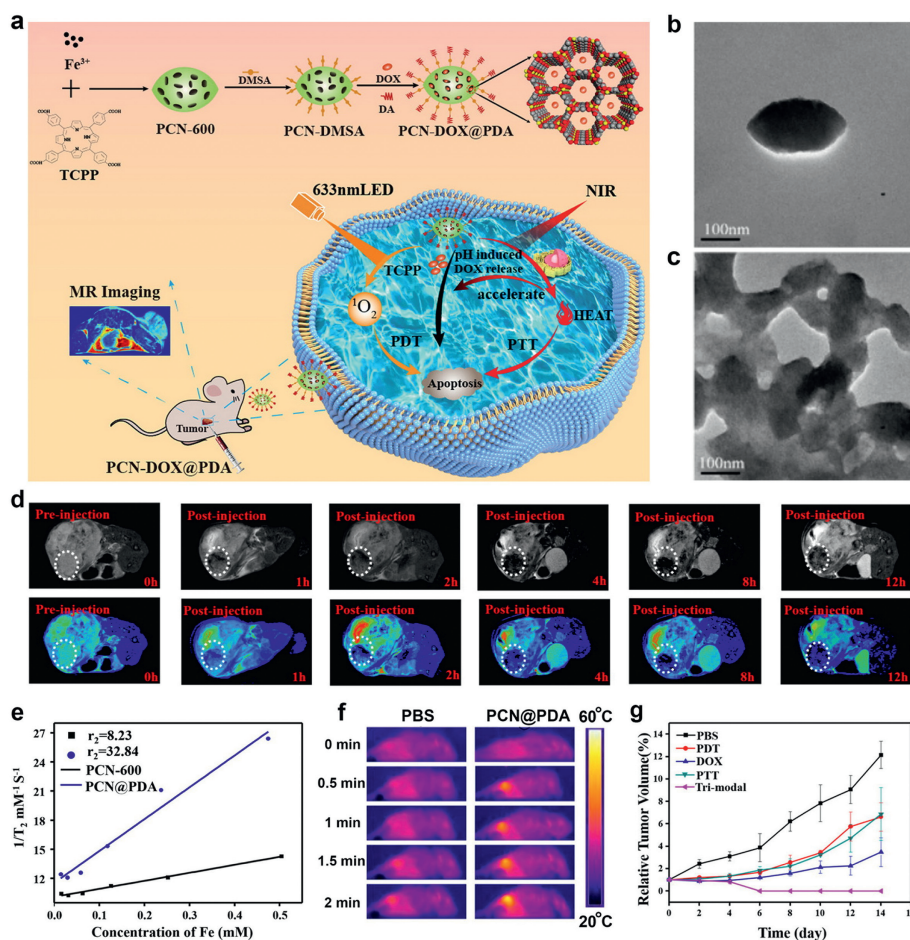 a
Fe³⁺
+
TCPP
COOH
COOH
COOH
COOH
N
NH
HN
N
PCN-600
DMSA
PCN-DMSA
DOX
DA
PCN-DOX@PDA
633nmLED
NIR
TCPP
pH induced
DOX release
accelerate
¹O₂
HEAT
PDT
PTT
Apoptosis
MR Imaging
Tumor
PCN-DOX@PDA
b
100nm
c
100nm
d
Pre-injection
Post-injection
Post-injection
Post-injection
Post-injection
Post-injection
0h
1h
2h
4h
8h
12h
Pre-injection
Post-injection
Post-injection
Post-injection
Post-injection
Post-injection
0h
1h
2h
4h
8h
12h
e
r₂=8.23
r₂=32.84
PCN-600
PCN@PDA
1/T₂ mM⁻¹S⁻¹
27
24
21
18
15
12
0.0
0.1
0.2
0.3
0.4
0.5
Concentration of Fe (mM)
f
PBS
PCN@PDA
0 min
0.5 min
1 min
1.5 min
2 min
60°C
20°C
g
PBS
PDT
DOX
PTT
Tri-modal
Relative Tumor Volume(%)
14
12
10
8
6
4
2
0
0
2
4
6
8
10
12
14
Time (day)